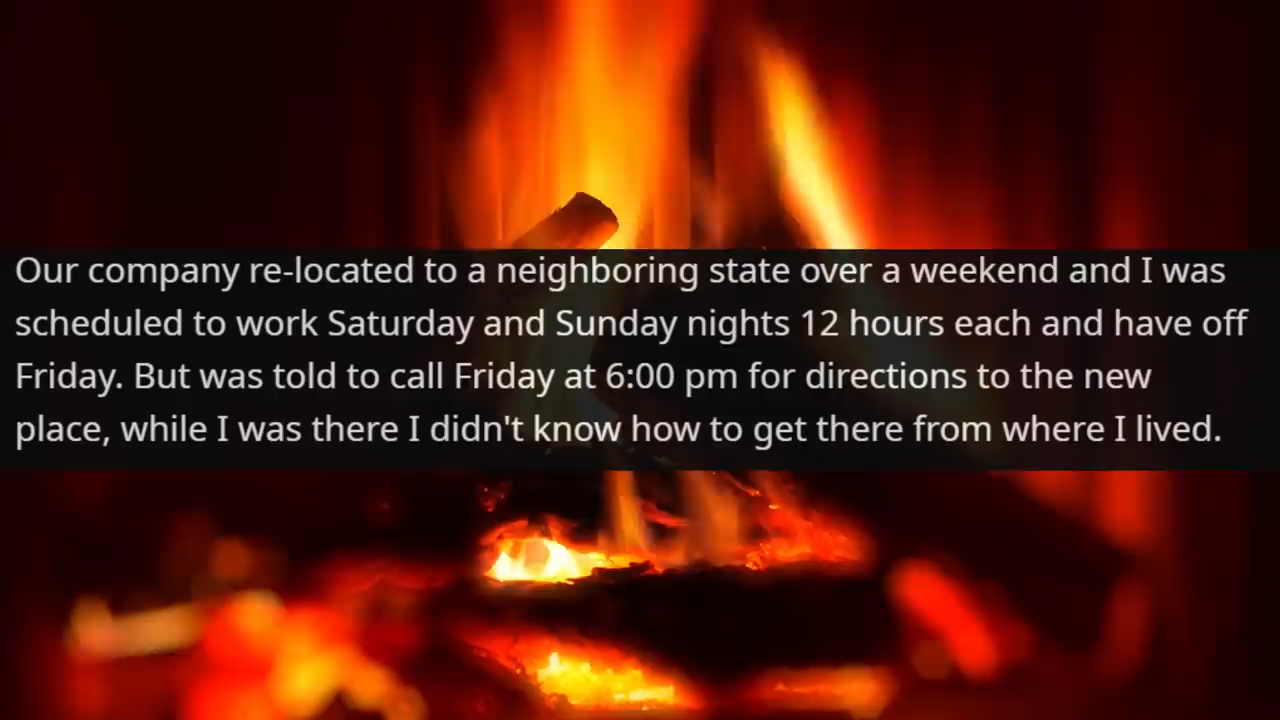 Our company re-located to a neighboring state over a weekend and I was
scheduled to work Saturday and Sunday nights 12 hours each and have off
Friday. But was told to call Friday at 6:00 pm for directions to the new
place, while I was there I didn't know how to get there from where I lived.